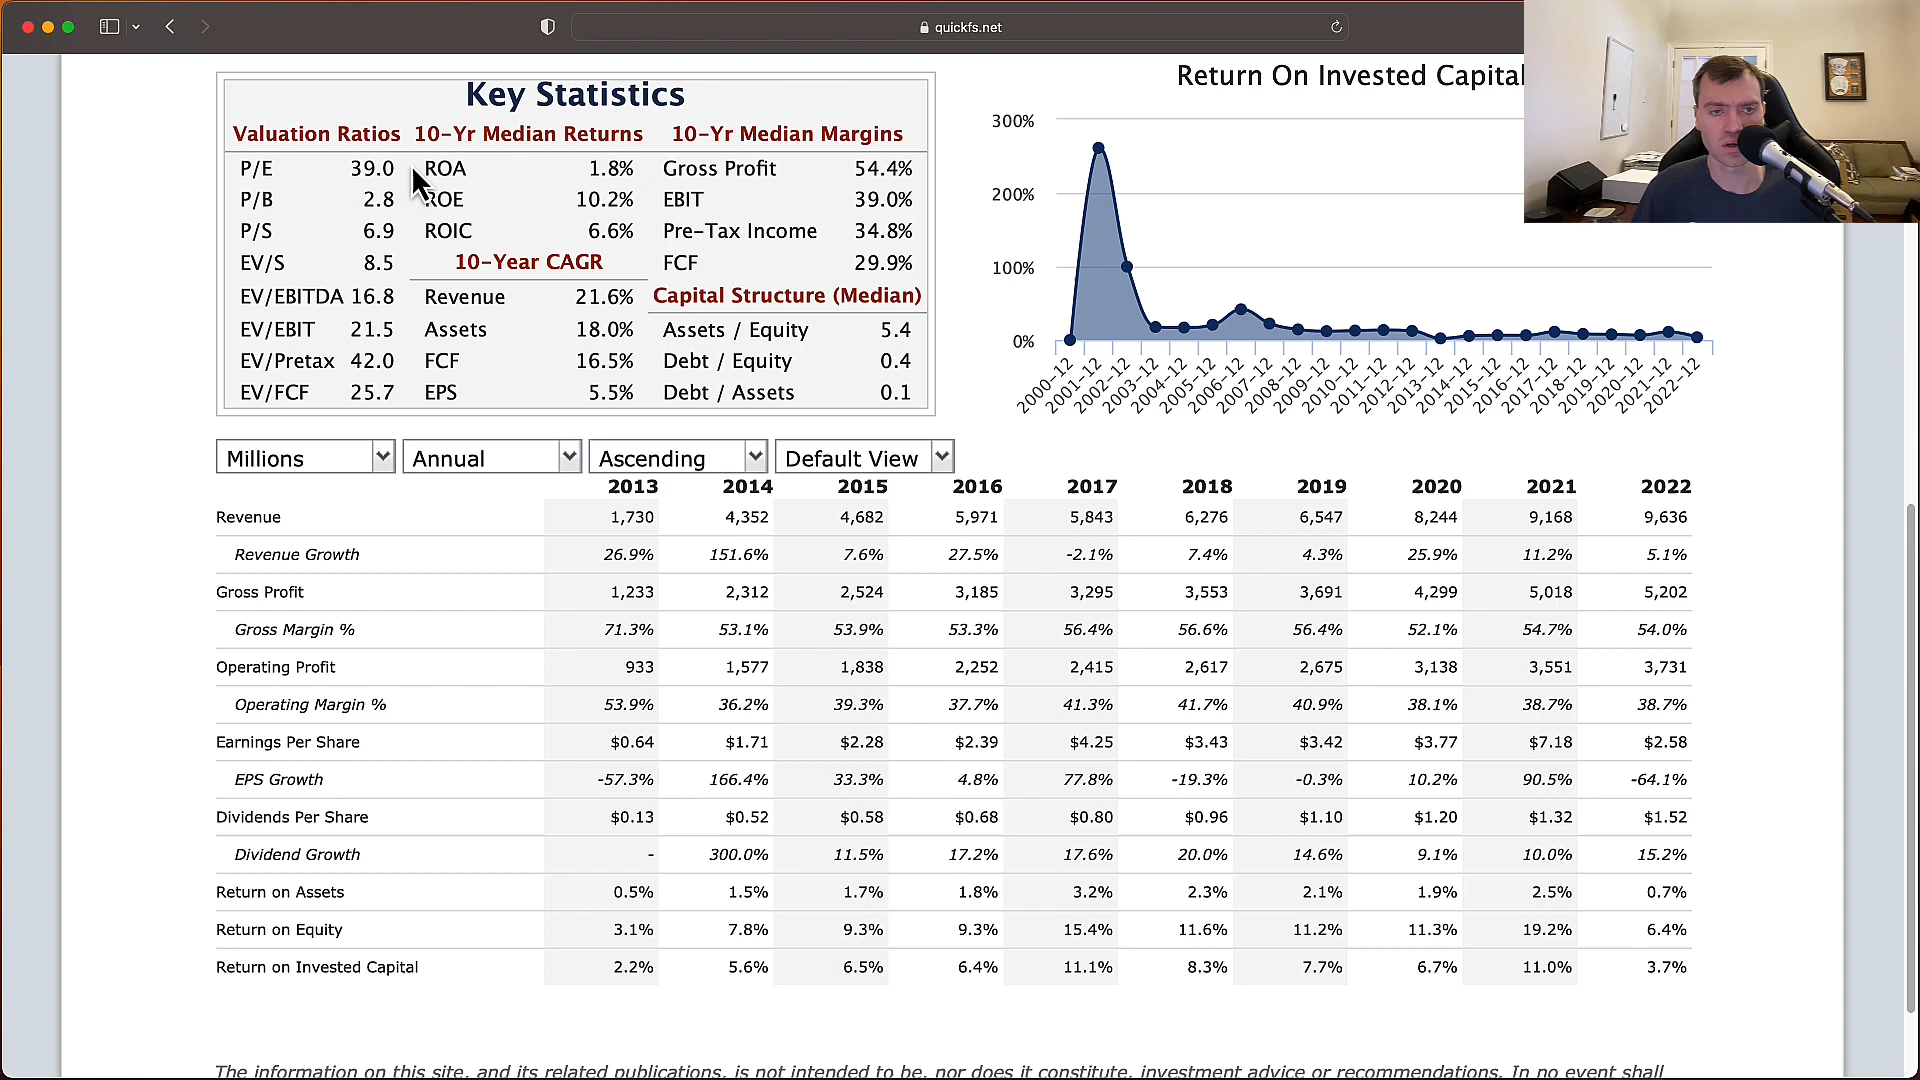 quickfs.net
Key Statistics
Valuation Ratios 10-Yr Median Returns 10-Yr Median Margins
P/E 39.0 ROA 1.8% Gross Profit 54.4%
P/B 2.8 ROE 10.2% EBIT 39.0%
P/S 6.9 ROIC 6.6% Pre-Tax Income 34.8%
EV/S 8.5 10-Year CAGR FCF 29.9%
EV/EBITDA 16.8 Revenue 21.6% Capital Structure (Median)
EV/EBIT 21.5 Assets 18.0% Assets / Equity 5.4
EV/Pretax 42.0 FCF 16.5% Debt / Equity 0.4
EV/FCF 25.7 EPS 5.5% Debt / Assets 0.1
Return On Invested Capital
300%
200%
100%
0%
2000-12 2001-12 2002-12 2003-12 2004-12 2005-12 2006-12 2007-12 2008-12 2009-12 2010-12 2011-12 2012-12 2013-12 2014-12 2015-12 2016-12 2017-12 2018-12 2019-12 2020-12 2021-12 2022-12
Millions Annual Ascending Default View
2013 2014 2015 2016 2017 2018 2019 2020 2021 2022
Revenue 1,730 4,352 4,682 5,971 5,843 6,276 6,547 8,244 9,168 9,636
Revenue Growth 26.9% 151.6% 7.6% 27.5% -2.1% 7.4% 4.3% 25.9% 11.2% 5.1%
Gross Profit 1,233 2,312 2,524 3,185 3,295 3,553 3,691 4,299 5,018 5,202
Gross Margin % 71.3% 53.1% 53.9% 53.3% 56.4% 56.6% 56.4% 52.1% 54.7% 54.0%
Operating Profit 933 1,577 1,838 2,252 2,415 2,617 2,675 3,138 3,551 3,731
Operating Margin % 53.9% 36.2% 39.3% 37.7% 41.3% 41.7% 40.9% 38.1% 38.7% 38.7%
Earnings Per Share $0.64 $1.71 $2.28 $2.39 $4.25 $3.43 $3.42 $3.77 $7.18 $2.58
EPS Growth -57.3% 166.4% 33.3% 4.8% 77.8% -19.3% -0.3% 10.2% 90.5% -64.1%
Dividends Per Share $0.13 $0.52 $0.58 $0.68 $0.80 $0.96 $1.10 $1.20 $1.32 $1.52
Dividend Growth - 300.0% 11.5% 17.2% 17.6% 20.0% 14.6% 9.1% 10.0% 15.2%
Return on Assets 0.5% 1.5% 1.7% 1.8% 3.2% 2.3% 2.1% 1.9% 2.5% 0.7%
Return on Equity 3.1% 7.8% 9.3% 9.3% 15.4% 11.6% 11.2% 11.3% 19.2% 6.4%
Return on Invested Capital 2.2% 5.6% 6.5% 6.4% 11.1% 8.3% 7.7% 6.7% 11.0% 3.7%
The information on this site, and its related publications, is not intended to be, nor does it constitute, investment advice or recommendations. In no event shall